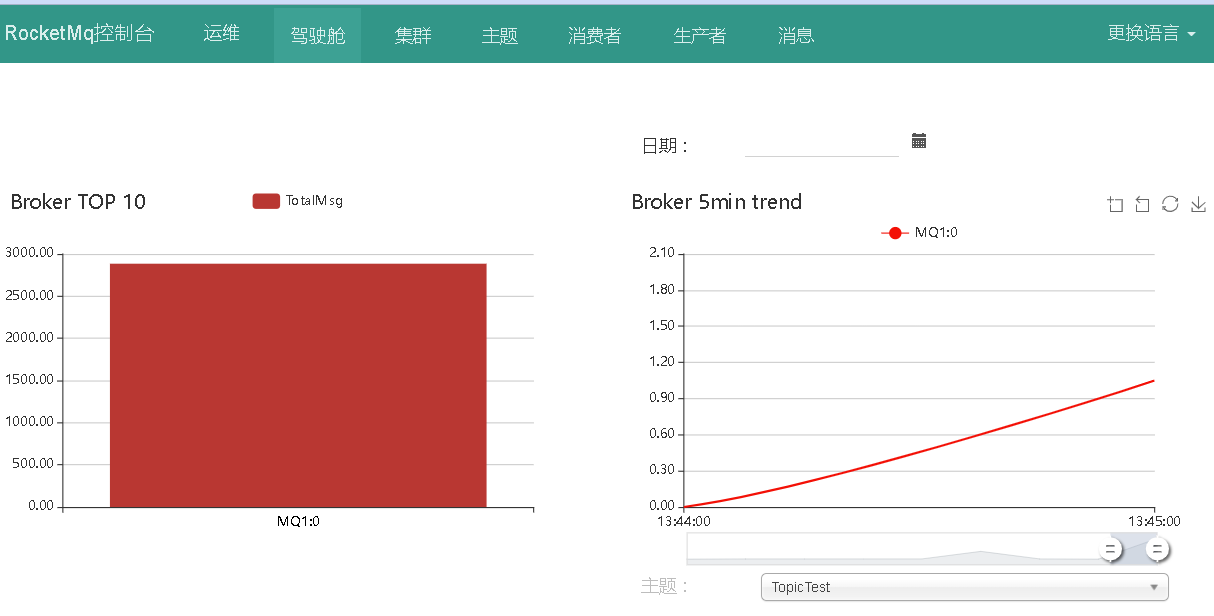 RocketMq控制台 运维 驾驶舱 集群 主题 消费者 生产者 消息 更换语言
日期：
Broker TOP 10
TotalMsg
3000.00
2500.00
2000.00
1500.00
1000.00
500.00
0.00
MQ1:0
Broker 5min trend
MQ1:0
2.10
1.80
1.50
1.20
0.90
0.60
0.30
0.00
13:44:00 13:45:00
主题： TopicTest